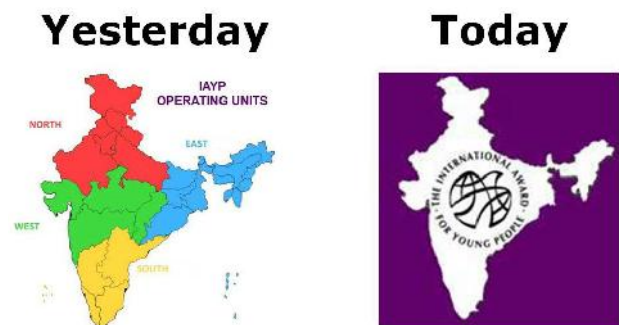 Yesterday
Today
IAYP
OPERATING UNITS
NORTH
EAST
WEST
SOUTH
· THE INTERNATIONAL AWARD ·
FOR YOUNG PEOPLE